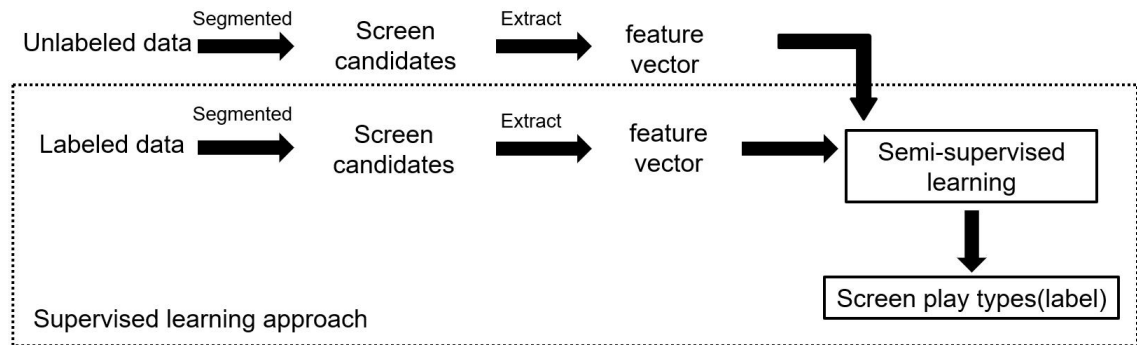 Segmented
Extract
Unlabeled data
Screen
candidates
feature
vector
Segmented
Extract
Labeled data
Screen
candidates
feature
vector
Semi-supervised
learning
Screen play types(label)
Supervised learning approach